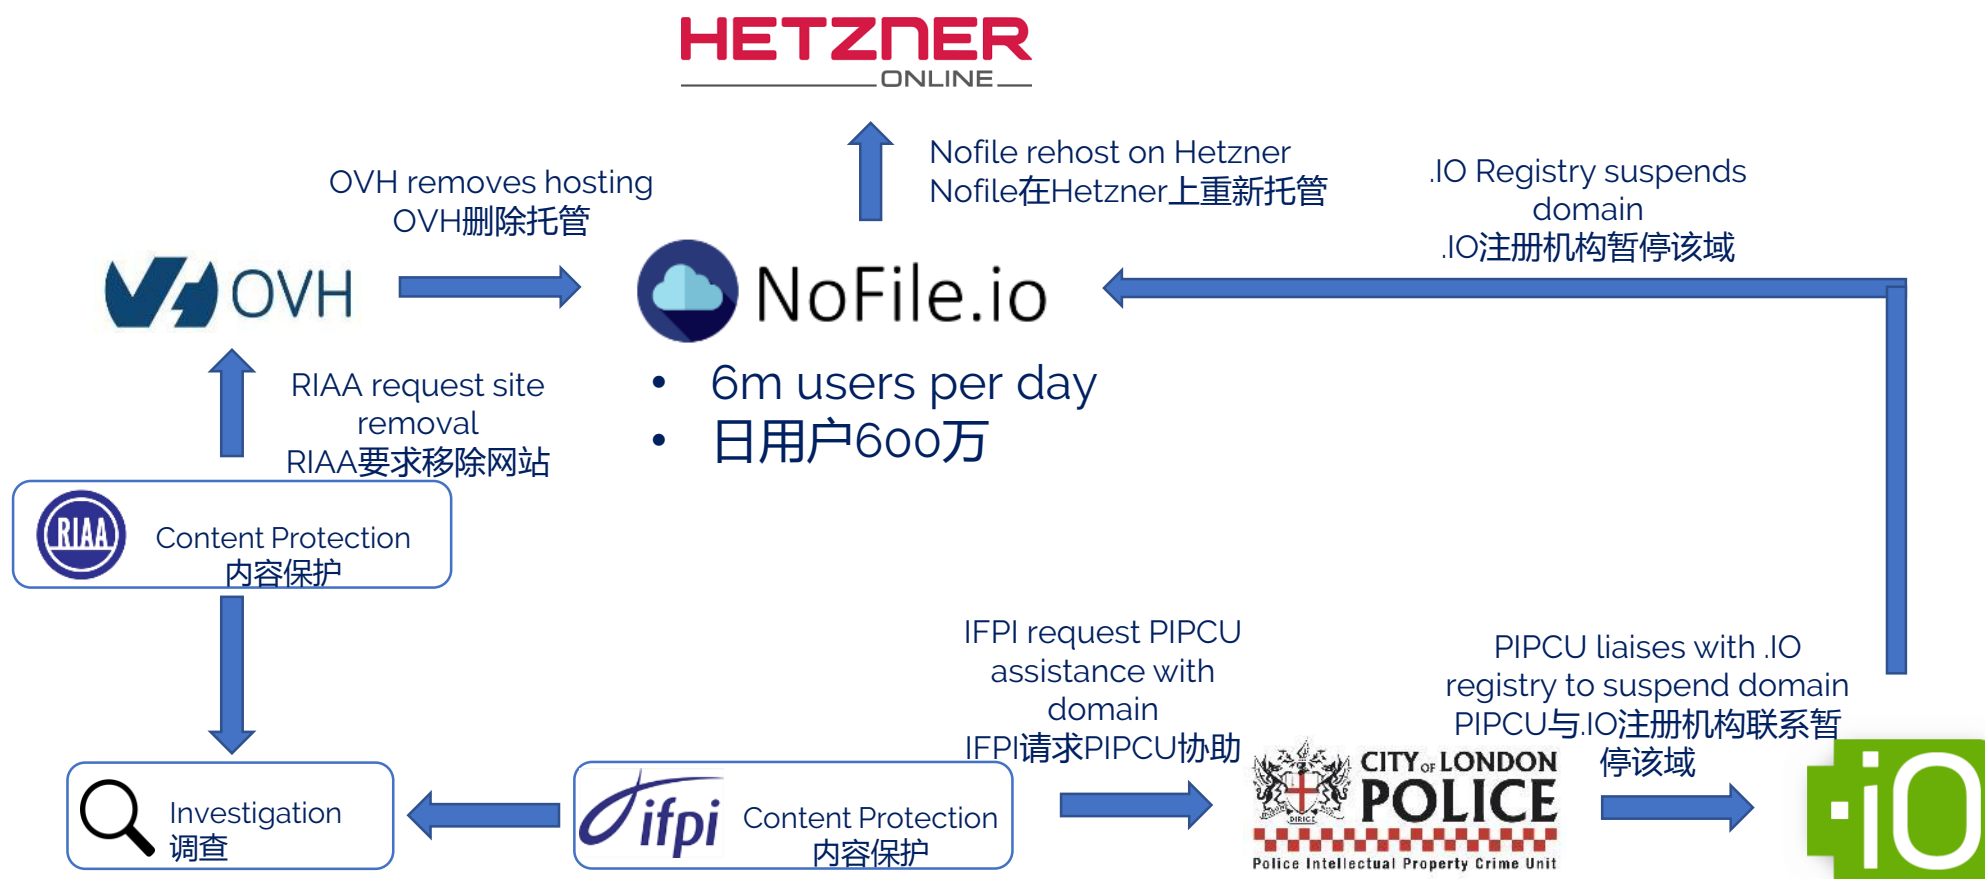 HETZNER
ONLINE
Nofile rehost on Hetzner
Nofile在Hetzner上重新托管
OVH removes hosting
OVH删除托管
.IO Registry suspends
domain
.IO注册机构暂停该域
OVH
NoFile.io
• 6m users per day
• 日用户600万
RIAA request site
removal
RIAA要求移除网站
RIAA
Content Protection
内容保护
IFPI request PIPCU
assistance with
domain
IFPI请求PIPCU协助
PIPCU liaises with .IO
registry to suspend domain
PIPCU与.IO注册机构联系暂
停该域
Investigation
调查
ifpi
Content Protection
内容保护
CITY OF LONDON
POLICE
DIRIGE
Police Intellectual Property Crime Unit
.iO